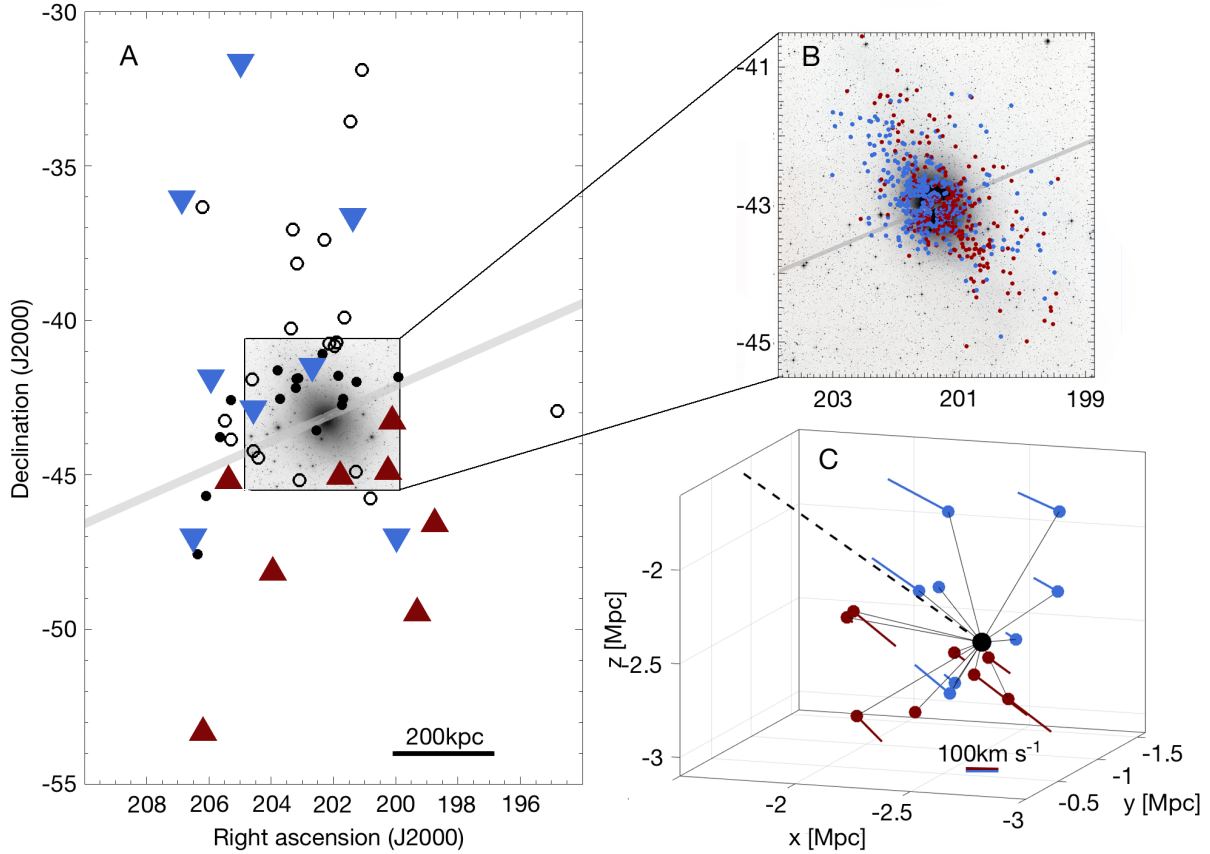 A
-30
-35
-40
-45
-50
-55
Declination (J2000)
200kpc
208 206 204 202 200 198 196
Right ascension (J2000)
B
-41
-43
-45
203 201 199
C
-2
-2.5
-3
z [Mpc]
100km s⁻¹
-2 -2.5 -3
x [Mpc]
-1.5
-1
-0.5
y [Mpc]